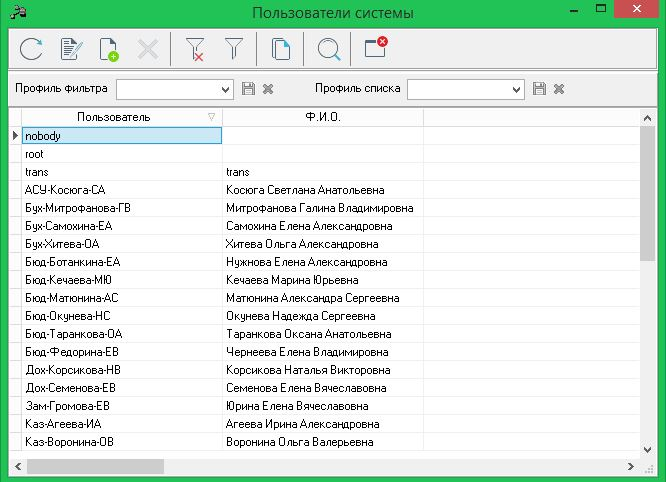 Пользователи системы
Профиль фильтра Профиль списка
Пользователь Ф.И.О.
nobody
root
trans trans
АСУ-Косюга-СА Косюга Светлана Анатольевна
Бух-Митрофанова-ГВ Митрофанова Галина Владимировна
Бух-Самохина-ЕА Самохина Елена Александровна
Бух-Хитева-ОА Хитева Ольга Александровна
Бюд-Ботанкина-ЕА Нужнова Елена Александровна
Бюд-Кечаева-МЮ Кечаева Марина Юрьевна
Бюд-Матюнина-АС Матюнина Александра Сергеевна
Бюд-Окунева-НС Окунева Надежда Сергеевна
Бюд-Таранкова-ОА Таранкова Оксана Анатольевна
Бюд-Федорина-ЕВ Чернеева Елена Владимировна
Дох-Корсикова-НВ Корсикова Наталья Викторовна
Дох-Семенова-ЕВ Семенова Елена Вячеславовна
Зам-Громова-ЕВ Юрина Елена Вячеславовна
Каз-Агеева-ИА Агеева Ирина Александровна
Каз-Воронина-ОВ Воронина Ольга Валерьевна